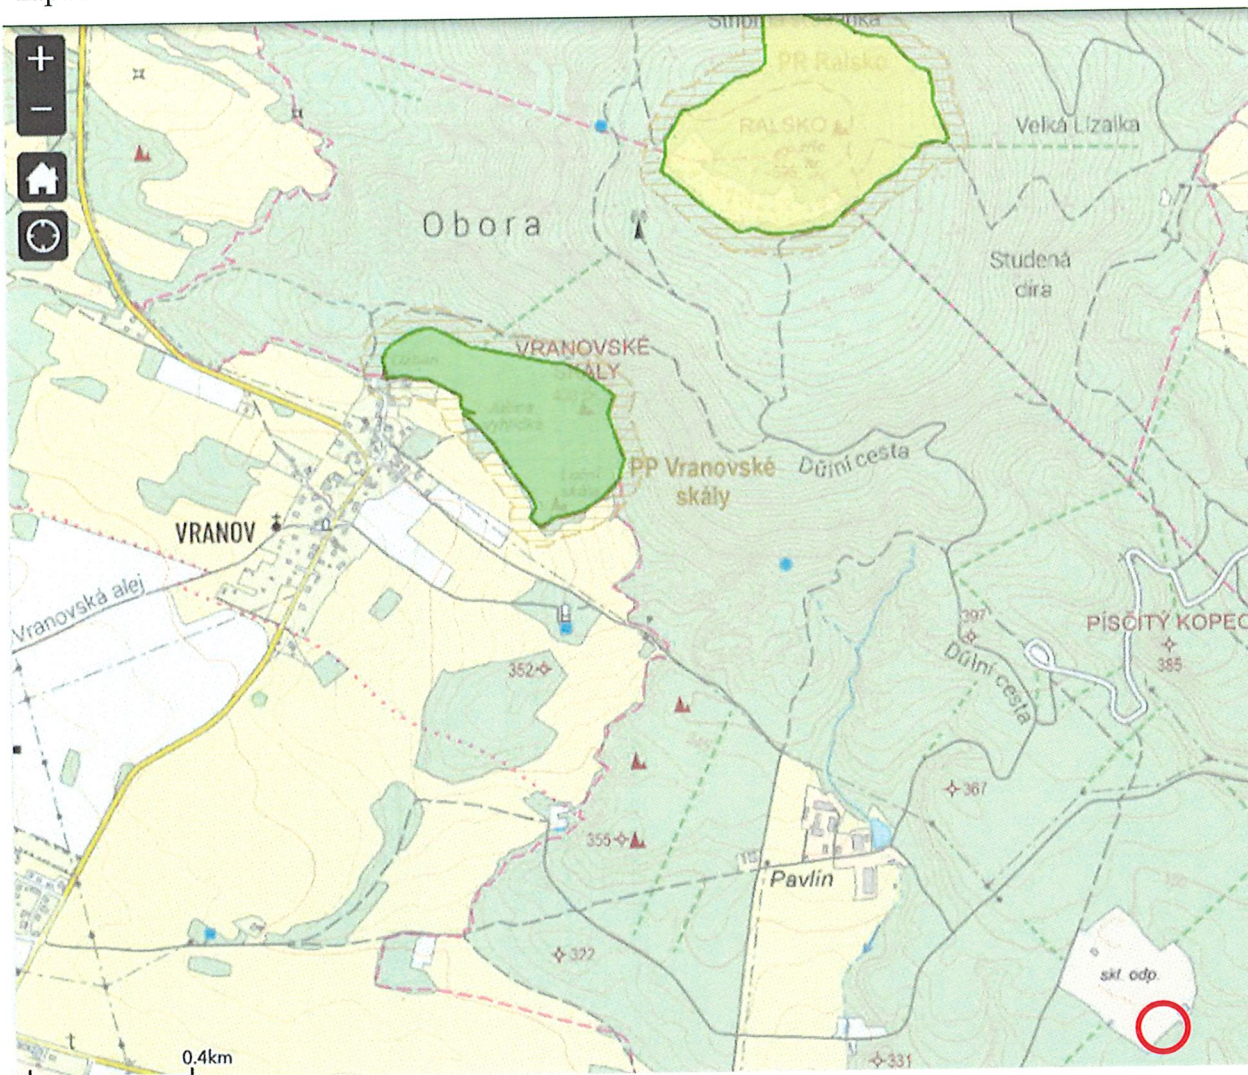 PR Ralsko
RALSKO
Velká Lízalka
Obora
Studená
díra
VRANOVSKÉ
SKÁLY
PP Vranovské
skály
Důlní cesta
VRANOV
Vranovská alej
397
PÍSČITÝ KOPEC
385
Důlní cesta
352
367
355
Pavlín
322
skl. odp.
331
t
0.4km